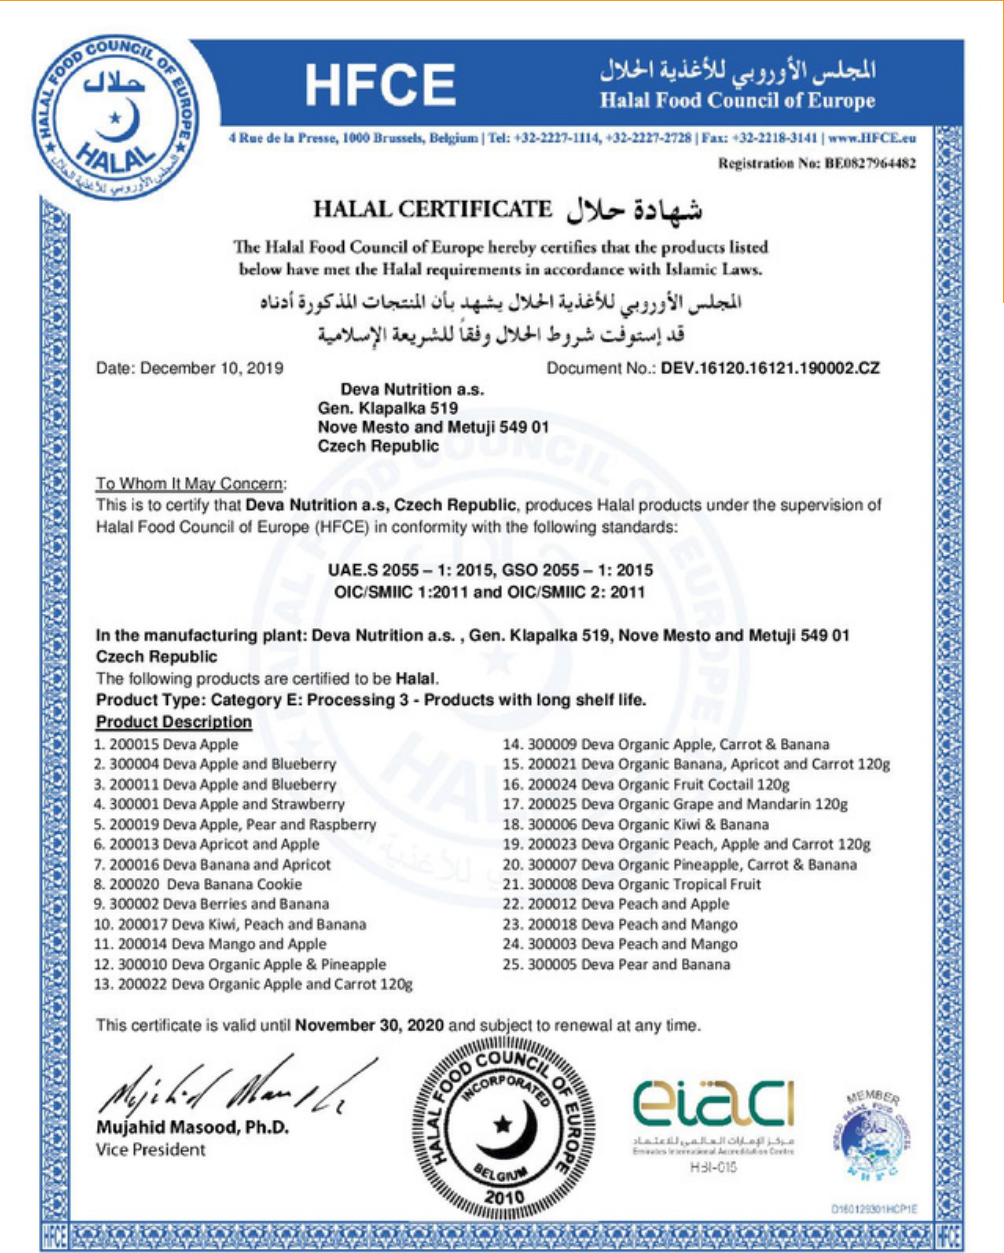 HALAL FOOD COUNCIL OF EUROPE
حلال
HALAL
المجلس الأوروبي للأغذية الحلال
HFCE
المجلس الأوروبي للأغذية الحلال
Halal Food Council of Europe
4 Rue de la Presse, 1000 Brussels, Belgium | Tel: +32-2227-1114, +32-2227-2728 | Fax: +32-2218-3141 | www.HFCE.eu
Registration No: BE0827964482
HALAL CERTIFICATE شهادة حلال
The Halal Food Council of Europe hereby certifies that the products listed
below have met the Halal requirements in accordance with Islamic Laws.
المجلس الأوروبي للأغذية الحلال يشهد بأن المنتجات المذكورة أدناه
قد إستوفت شروط الحلال وفقاً للشريعة الإسلامية
Date: December 10, 2019
Document No.: DEV.16120.16121.190002.CZ
Deva Nutrition a.s.
Gen. Klapalka 519
Nove Mesto and Metuji 549 01
Czech Republic
To Whom It May Concern:
This is to certify that Deva Nutrition a.s, Czech Republic, produces Halal products under the supervision of
Halal Food Council of Europe (HFCE) in conformity with the following standards:
UAE.S 2055 – 1: 2015, GSO 2055 – 1: 2015
OIC/SMIIC 1:2011 and OIC/SMIIC 2: 2011
In the manufacturing plant: Deva Nutrition a.s. , Gen. Klapalka 519, Nove Mesto and Metuji 549 01
Czech Republic
The following products are certified to be Halal.
Product Type: Category E: Processing 3 - Products with long shelf life.
Product Description
1. 200015 Deva Apple
2. 300004 Deva Apple and Blueberry
3. 200011 Deva Apple and Blueberry
4. 300001 Deva Apple and Strawberry
5. 200019 Deva Apple, Pear and Raspberry
6. 200013 Deva Apricot and Apple
7. 200016 Deva Banana and Apricot
8. 200020 Deva Banana Cookie
9. 300002 Deva Berries and Banana
10. 200017 Deva Kiwi, Peach and Banana
11. 200014 Deva Mango and Apple
12. 300010 Deva Organic Apple & Pineapple
13. 200022 Deva Organic Apple and Carrot 120g
14. 300009 Deva Organic Apple, Carrot & Banana
15. 200021 Deva Organic Banana, Apricot and Carrot 120g
16. 200024 Deva Organic Fruit Coctail 120g
17. 200025 Deva Organic Grape and Mandarin 120g
18. 300006 Deva Organic Kiwi & Banana
19. 200023 Deva Organic Peach, Apple and Carrot 120g
20. 300007 Deva Organic Pineapple, Carrot & Banana
21. 300008 Deva Organic Tropical Fruit
22. 200012 Deva Peach and Apple
23. 200018 Deva Peach and Mango
24. 300003 Deva Peach and Mango
25. 300005 Deva Pear and Banana
This certificate is valid until November 30, 2020 and subject to renewal at any time.
Mujahid Masood, Ph.D.
Vice President
HALAL FOOD COUNCIL OF EUROPE
INCORPORATED
BELGIUM
2010
eiac
مركز الإمارات العالمي للاعتماد
Emirates International Accreditation Centre
HBI-015
MEMBER
WORLD HALAL FOOD COUNCIL
WHFC
D160129301HCP1E
HFCE
HFCE